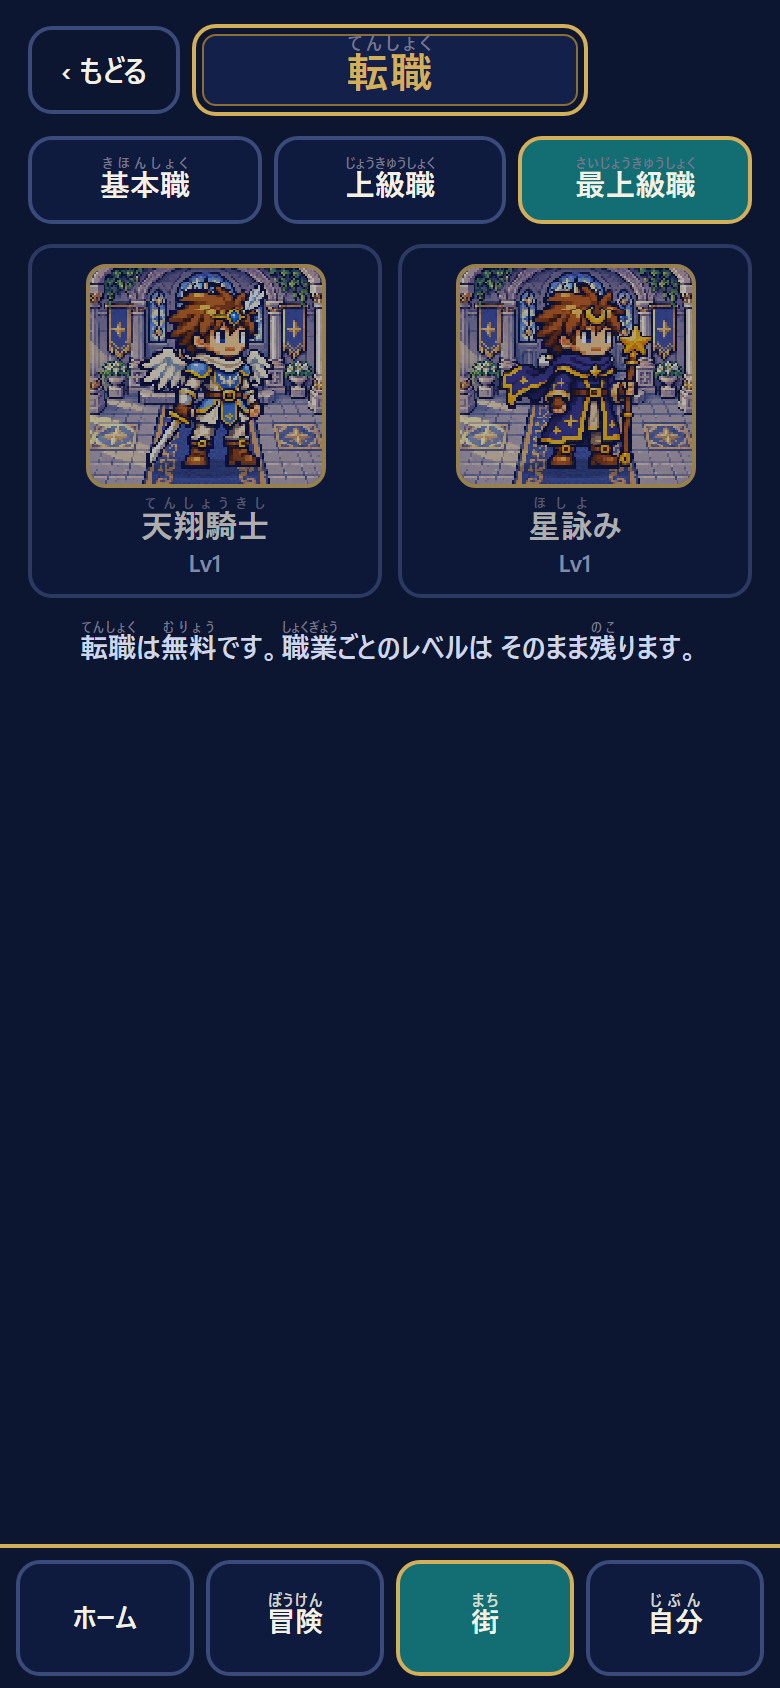 ‹ もどる
てんしょく
転職
きほんしょく
基本職
じょうきゅうしょく
上級職
さいじょうきゅうしょく
最上級職
てんしょうきし
天翔騎士
Lv1
ほしよ
星詠み
Lv1
てんしょく むりょう しょくぎょう のこ
転職は無料です。職業ごとのレベルは そのまま残ります。
ホーム
ぼうけん
冒険
まち
街
じぶん
自分